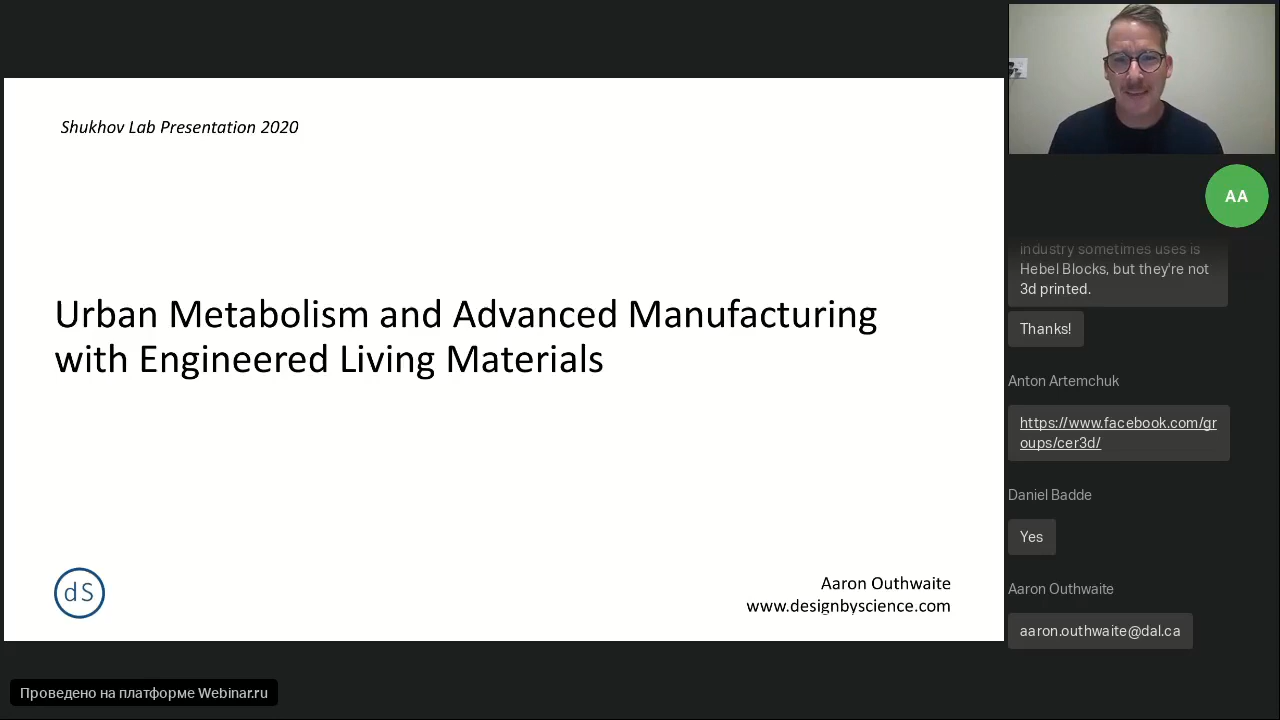 Shukhov Lab Presentation 2020
Urban Metabolism and Advanced Manufacturing
with Engineered Living Materials
dS
Aaron Outhwaite
www.designbyscience.com
AA
industry sometimes uses is
Hebel Blocks, but they're not
3d printed.
Thanks!
Anton Artemchuk
https://www.facebook.com/gr
oups/cer3d/
Daniel Badde
Yes
Aaron Outhwaite
aaron.outhwaite@dal.ca
Проведено на платформе Webinar.ru